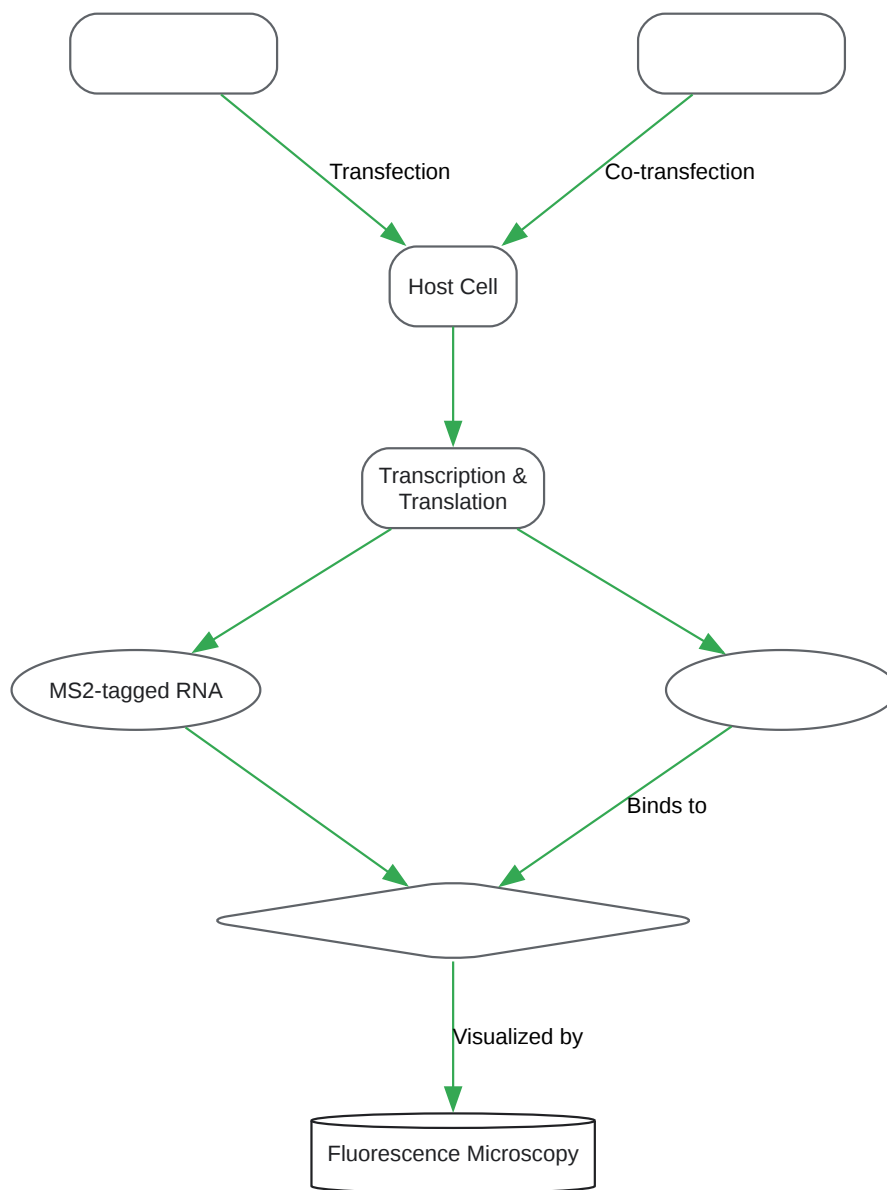 Transfection
Co-transfection
Host Cell
Transcription &
Translation
MS2-tagged RNA
Binds to
Visualized by
Fluorescence Microscopy